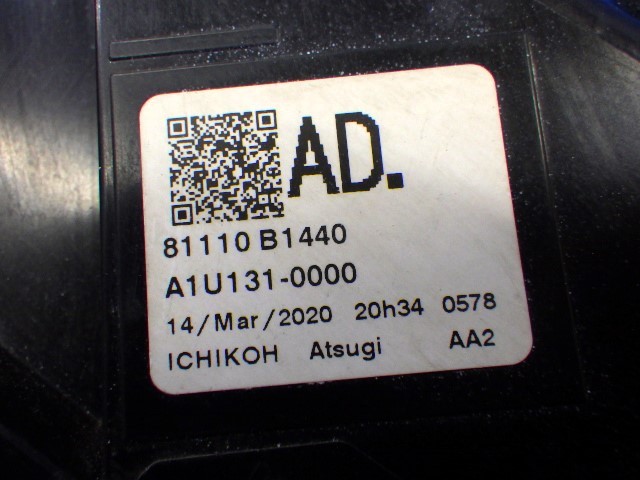 AD.
81110 B1440
A1U131-0000
14/Mar/2020 20h34 0578
ICHIKOH Atsugi AA2